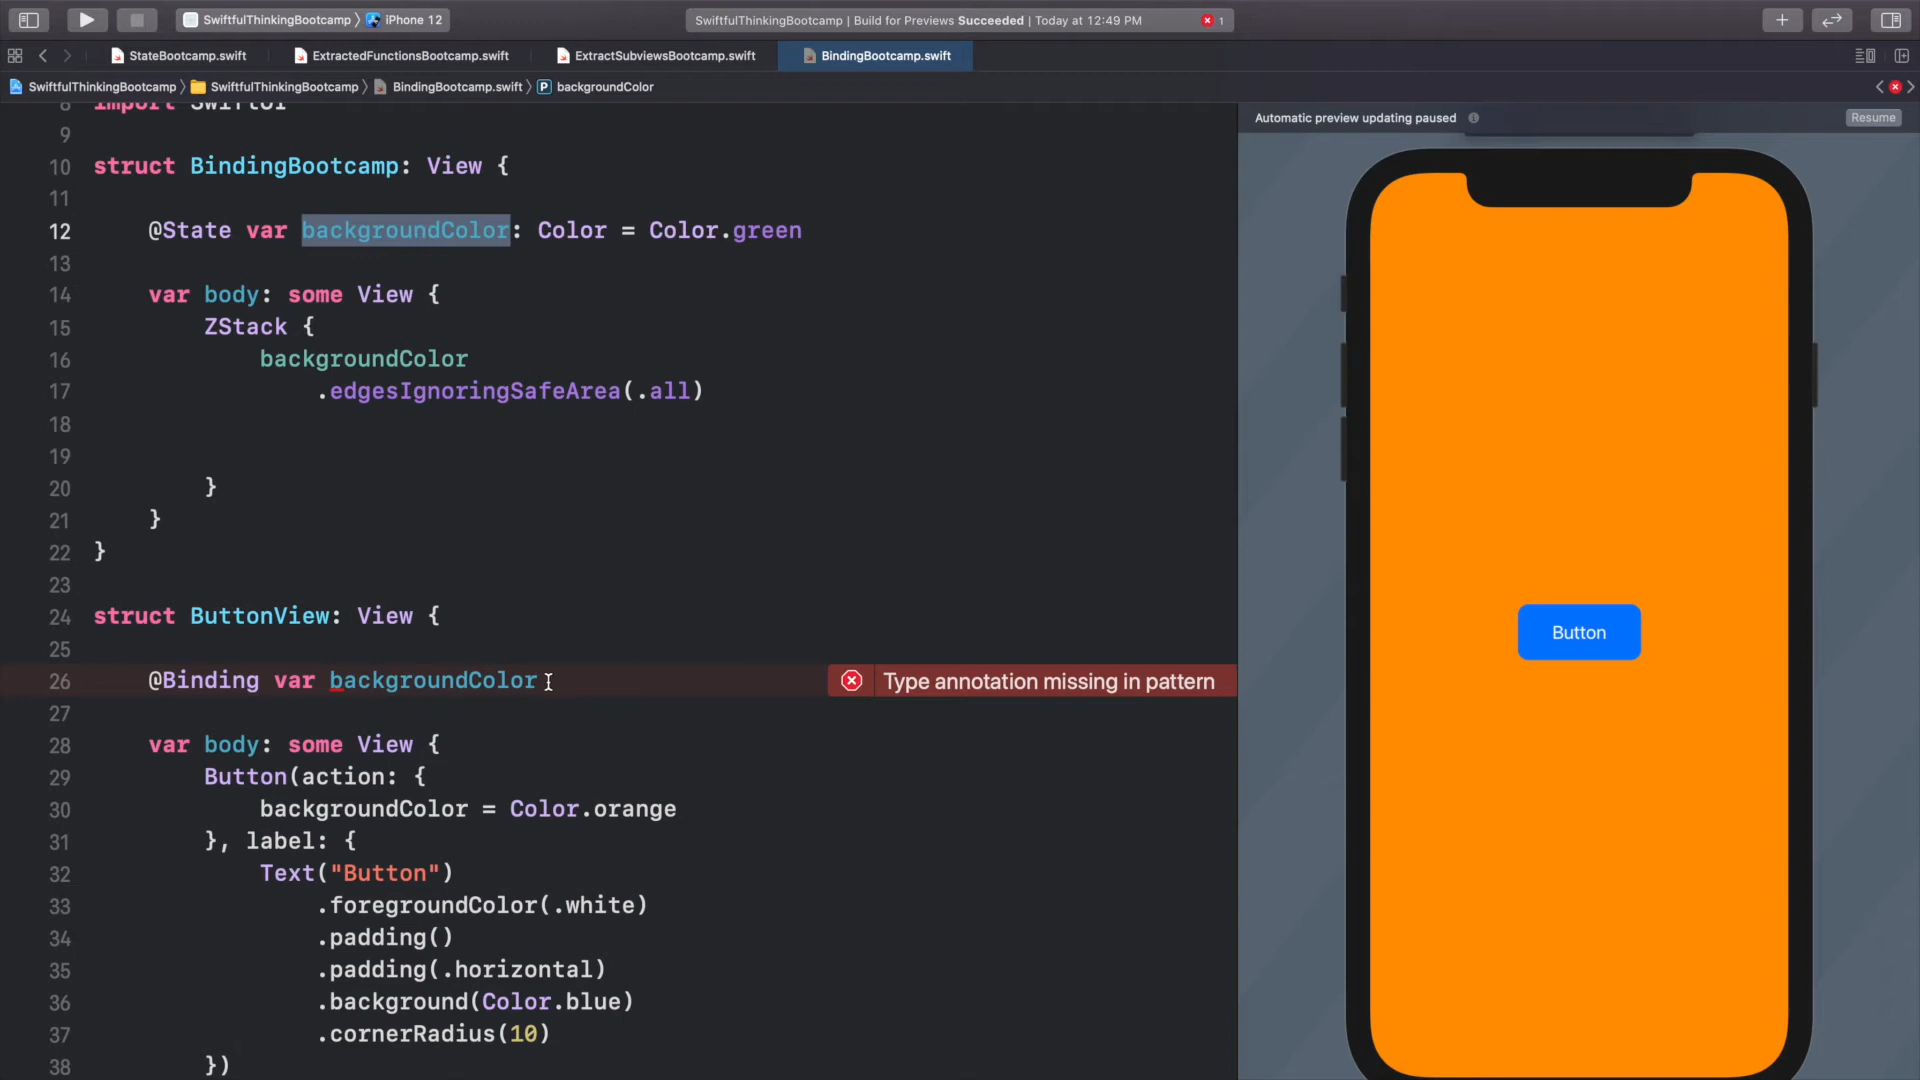 SwiftfulThinkingBootcamp 〉 iPhone 12
SwiftfulThinkingBootcamp | Build for Previews Succeeded | Today at 12:49 PM
1
StateBootcamp.swift
ExtractedFunctionsBootcamp.swift
ExtractSubviewsBootcamp.swift
BindingBootcamp.swift
SwiftfulThinkingBootcamp 〉 SwiftfulThinkingBootcamp 〉 BindingBootcamp.swift 〉 P backgroundColor
Automatic preview updating paused
Resume
8 import SwiftUI
9
10 struct BindingBootcamp: View {
11
12 @State var backgroundColor: Color = Color.green
13
14 var body: some View {
15 ZStack {
16 backgroundColor
17 .edgesIgnoringSafeArea(.all)
18
19
20 }
21 }
22 }
23
24 struct ButtonView: View {
25
26 @Binding var backgroundColor
Type annotation missing in pattern
27
28 var body: some View {
29 Button(action: {
30 backgroundColor = Color.orange
31 }, label: {
32 Text("Button")
33 .foregroundColor(.white)
34 .padding()
35 .padding(.horizontal)
36 .background(Color.blue)
37 .cornerRadius(10)
38 })
Button